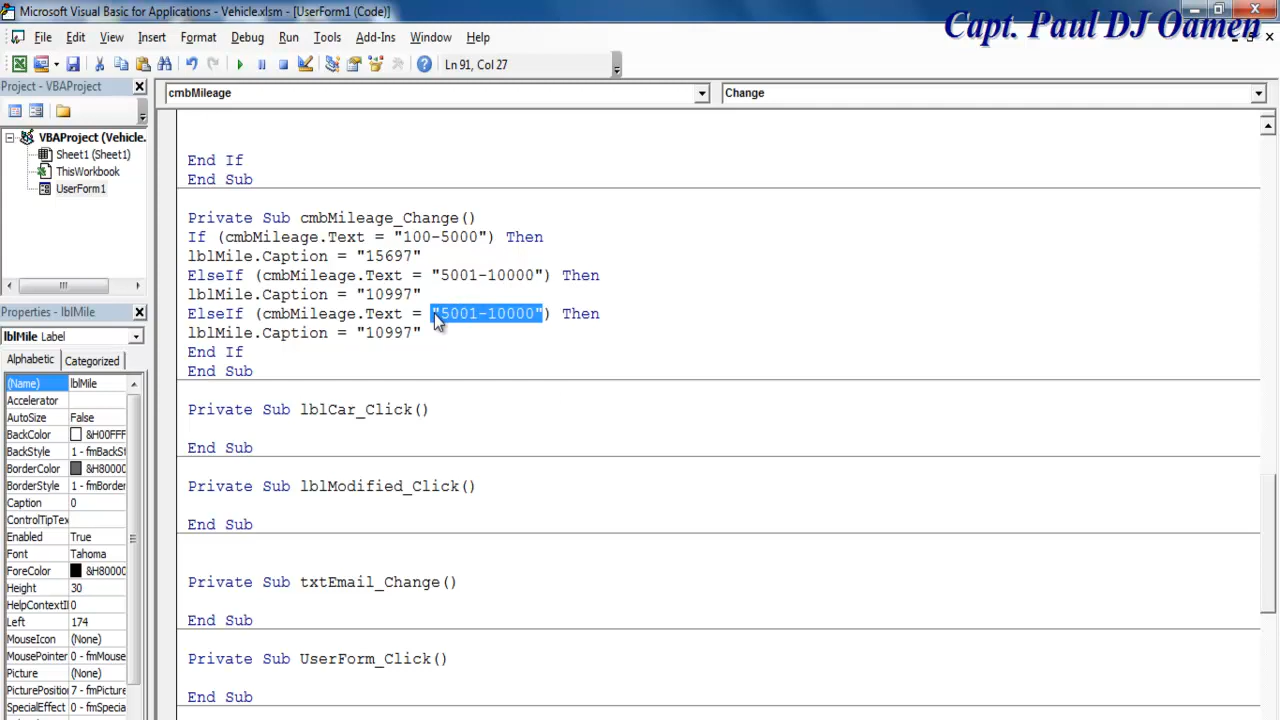 Microsoft Visual Basic for Applications - Vehicle.xlsm - [UserForm1 (Code)]
Capt. Paul DJ Oamen
File Edit View Insert Format Debug Run Tools Add-Ins Window Help
Ln 91, Col 27
Project - VBAProject
cmbMileage
Change
VBAProject (Vehicle.
Sheet1 (Sheet1)
ThisWorkbook
UserForm1
End If
End Sub
Private Sub cmbMileage_Change()
If (cmbMileage.Text = "100-5000") Then
lblMile.Caption = "15697"
ElseIf (cmbMileage.Text = "5001-10000") Then
lblMile.Caption = "10997"
ElseIf (cmbMileage.Text = "5001-10000") Then
lblMile.Caption = "10997"
End If
End Sub
Private Sub lblCar_Click()
End Sub
Private Sub lblModified_Click()
End Sub
Private Sub txtEmail_Change()
End Sub
Private Sub UserForm_Click()
End Sub
Properties - lblMile
lblMile Label
Alphabetic Categorized
(Name) lblMile
Accelerator
AutoSize False
BackColor &H00FFF
BackStyle 1 - fmBackSt
BorderColor &H80000
BorderStyle 1 - fmBorder
Caption 0
ControlTipTex
Enabled True
Font Tahoma
ForeColor &H80000
Height 30
HelpContextI 0
Left 174
MouseIcon (None)
MousePointer 0 - fmMouse
Picture (None)
PicturePositio 7 - fmPicture
SpecialEffect 0 - fmSpecia